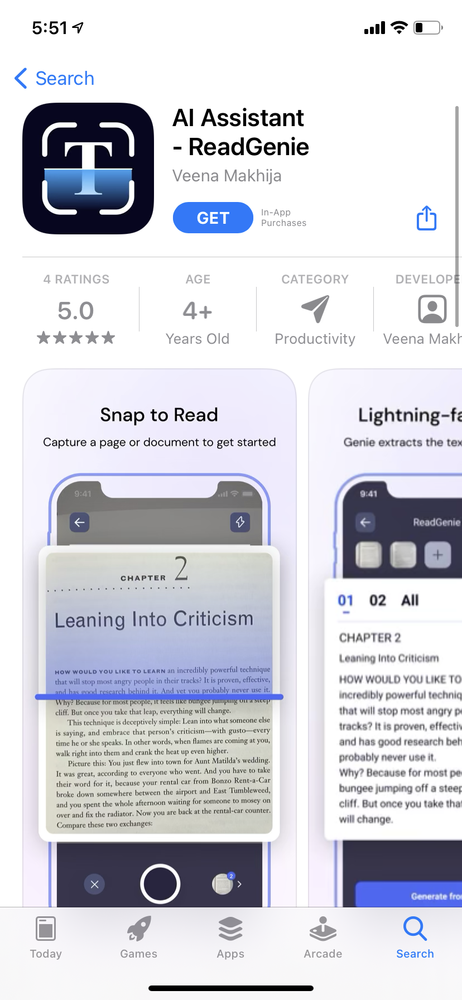 5:51
Search
T
AI Assistant
- ReadGenie
Veena Makhija
GET
In-App
Purchases
4 RATINGS
5.0
AGE
4+
Years Old
CATEGORY
Productivity
DEVELOPE
Veena Makh
Snap to Read
Capture a page or document to get started
9:41
CHAPTER 2
Leaning Into Criticism
HOW WOULD YOU LIKE TO LEARN an incredibly powerful technique
that will stop most angry people in their tracks? It is proven, effective,
and has good research behind it. And yet you probably never use it.
Why? Because for most people, it feels like bungee jumping off a steep
cliff. But once you take that leap, everything will change.
This technique is deceptively simple: Lean into what someone else
is saying, and embrace that person's criticism—with gusto—every
time he or she speaks. In other words, when flames are coming at you,
walk right into them and crank the heat up even higher.
Picture this: You just flew into town for Aunt Matilda's wedding.
It was great, according to everyone who went. And you have to take
their word for it, because your rental car from Bonzo Rent-a-Car
broke down somewhere between the airport and East Tumbleweed,
and you spent the whole afternoon waiting for someone to mosey on
over and fix the radiator. Now you are back at the rental-car counter.
Compare these two exchanges:
2
Lightning-fa
Genie extracts the tex
9:41
ReadGenie
01 02 All
CHAPTER 2
Leaning Into Criticism
HOW WOULD YOU LIKE TO
incredibly powerful techniq
that will stop most angry pe
tracks? It is proven, effectiv
and has good research beh
probably never use it.
Why? Because for most pe
bungee jumping off a steep
cliff. But once you take that
will change.
Generate fro
Today
Games
Apps
Arcade
Search